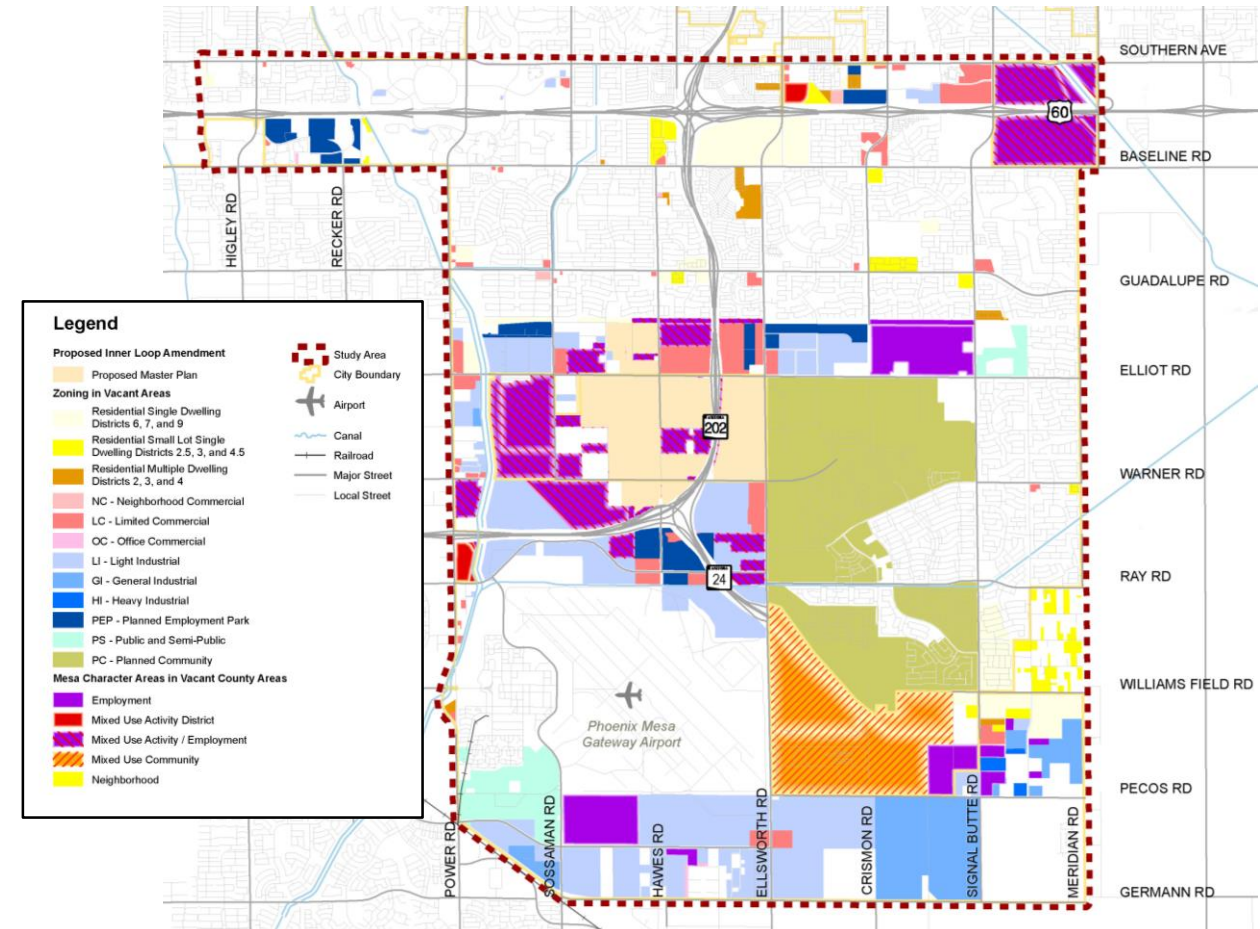 SOUTHERN AVE
60
BASELINE RD
HIGLEY RD
RECKER RD
GUADALUPE RD
ELLIOT RD
202
WARNER RD
24
RAY RD
WILLIAMS FIELD RD
Phoenix Mesa
Gateway Airport
PECOS RD
POWER RD
SOSSAMAN RD
HAWES RD
ELLSWORTH RD
CRISMON RD
SIGNAL BUTTE RD
MERIDIAN RD
GERMANN RD
Legend
Proposed Inner Loop Amendment
Proposed Master Plan
Zoning in Vacant Areas
Residential Single Dwelling
Districts 6, 7, and 9
Residential Small Lot Single
Dwelling Districts 2.5, 3, and 4.5
Residential Multiple Dwelling
Districts 2, 3, and 4
NC - Neighborhood Commercial
LC - Limited Commercial
OC - Office Commercial
LI - Light Industrial
GI - General Industrial
HI - Heavy Industrial
PEP - Planned Employment Park
PS - Public and Semi-Public
PC - Planned Community
Mesa Character Areas in Vacant County Areas
Employment
Mixed Use Activity District
Mixed Use Activity / Employment
Mixed Use Community
Neighborhood
Study Area
City Boundary
Airport
Canal
Railroad
Major Street
Local Street